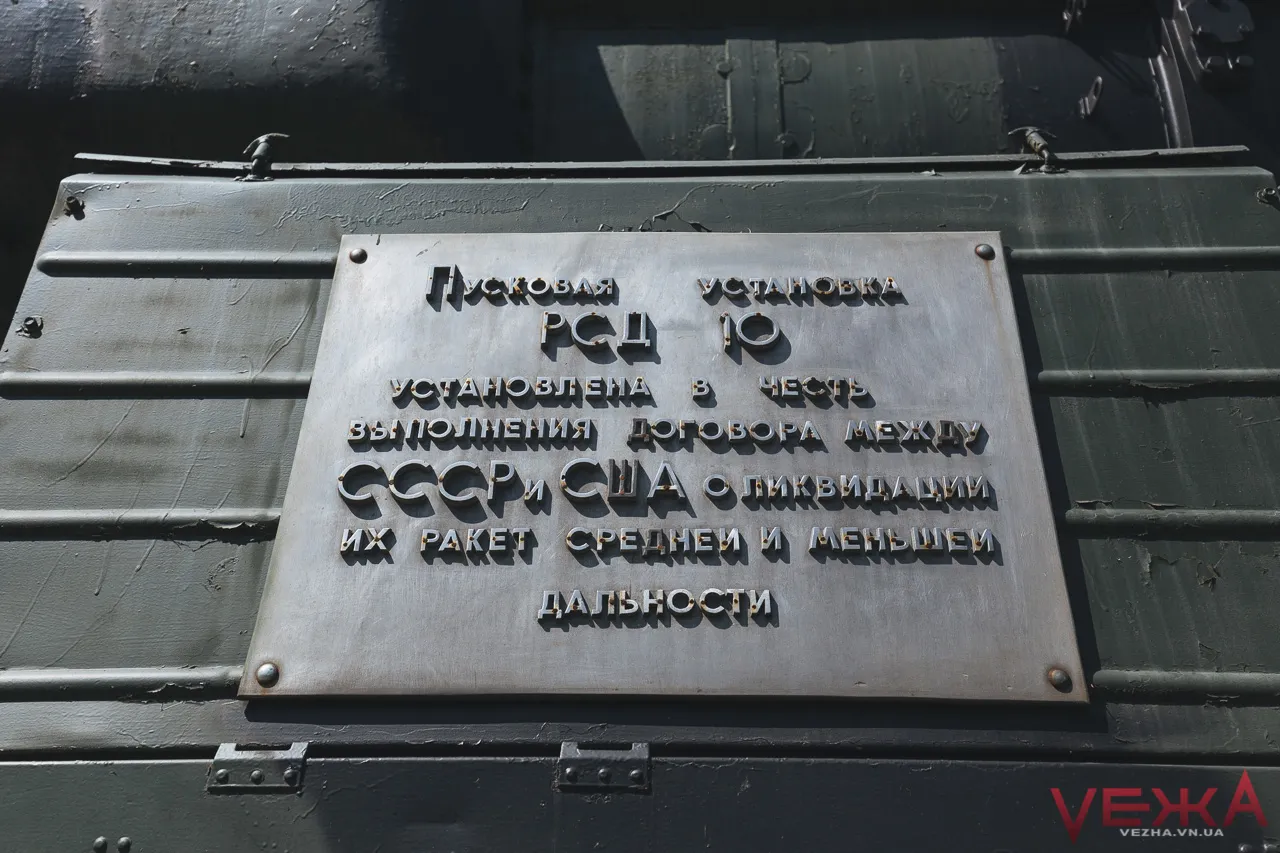 Пусковая установка
РСД 10
установлена в честь
выполнения договора между
СССР и США о ликвидации
их ракет средней и меньшей
дальности
VEЖА
VEZHA.VN.UA